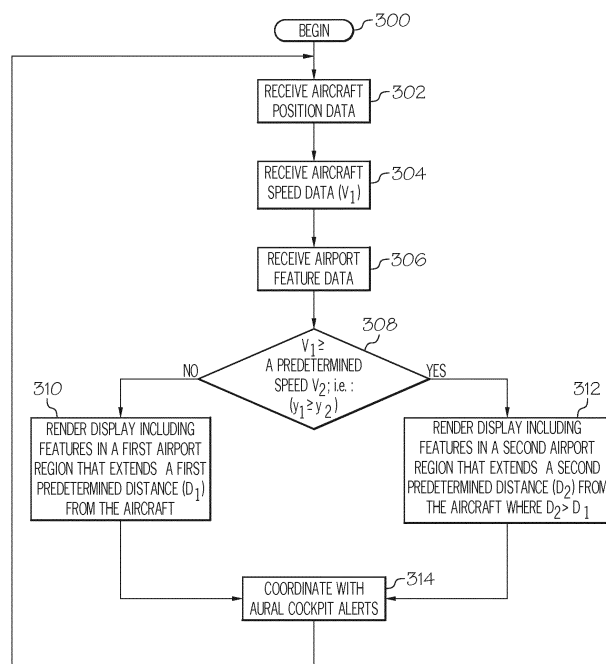 BEGIN
300
RECEIVE AIRCRAFT
POSITION DATA
302
RECEIVE AIRCRAFT
SPEED DATA (V1)
304
RECEIVE AIRPORT
FEATURE DATA
306
308
V1 ≥
A PREDETERMINED
SPEED V2; i.e. :
(y1 ≥ y2)
NO
YES
310
RENDER DISPLAY INCLUDING
FEATURES IN A FIRST AIRPORT
REGION THAT EXTENDS A FIRST
PREDETERMINED DISTANCE (D1)
FROM THE AIRCRAFT
312
RENDER DISPLAY INCLUDING
FEATURES IN A SECOND AIRPORT
REGION THAT EXTENDS A SECOND
PREDETERMINED DISTANCE (D2) FROM
THE AIRCRAFT WHERE D2 > D1
314
COORDINATE WITH
AURAL COCKPIT ALERTS